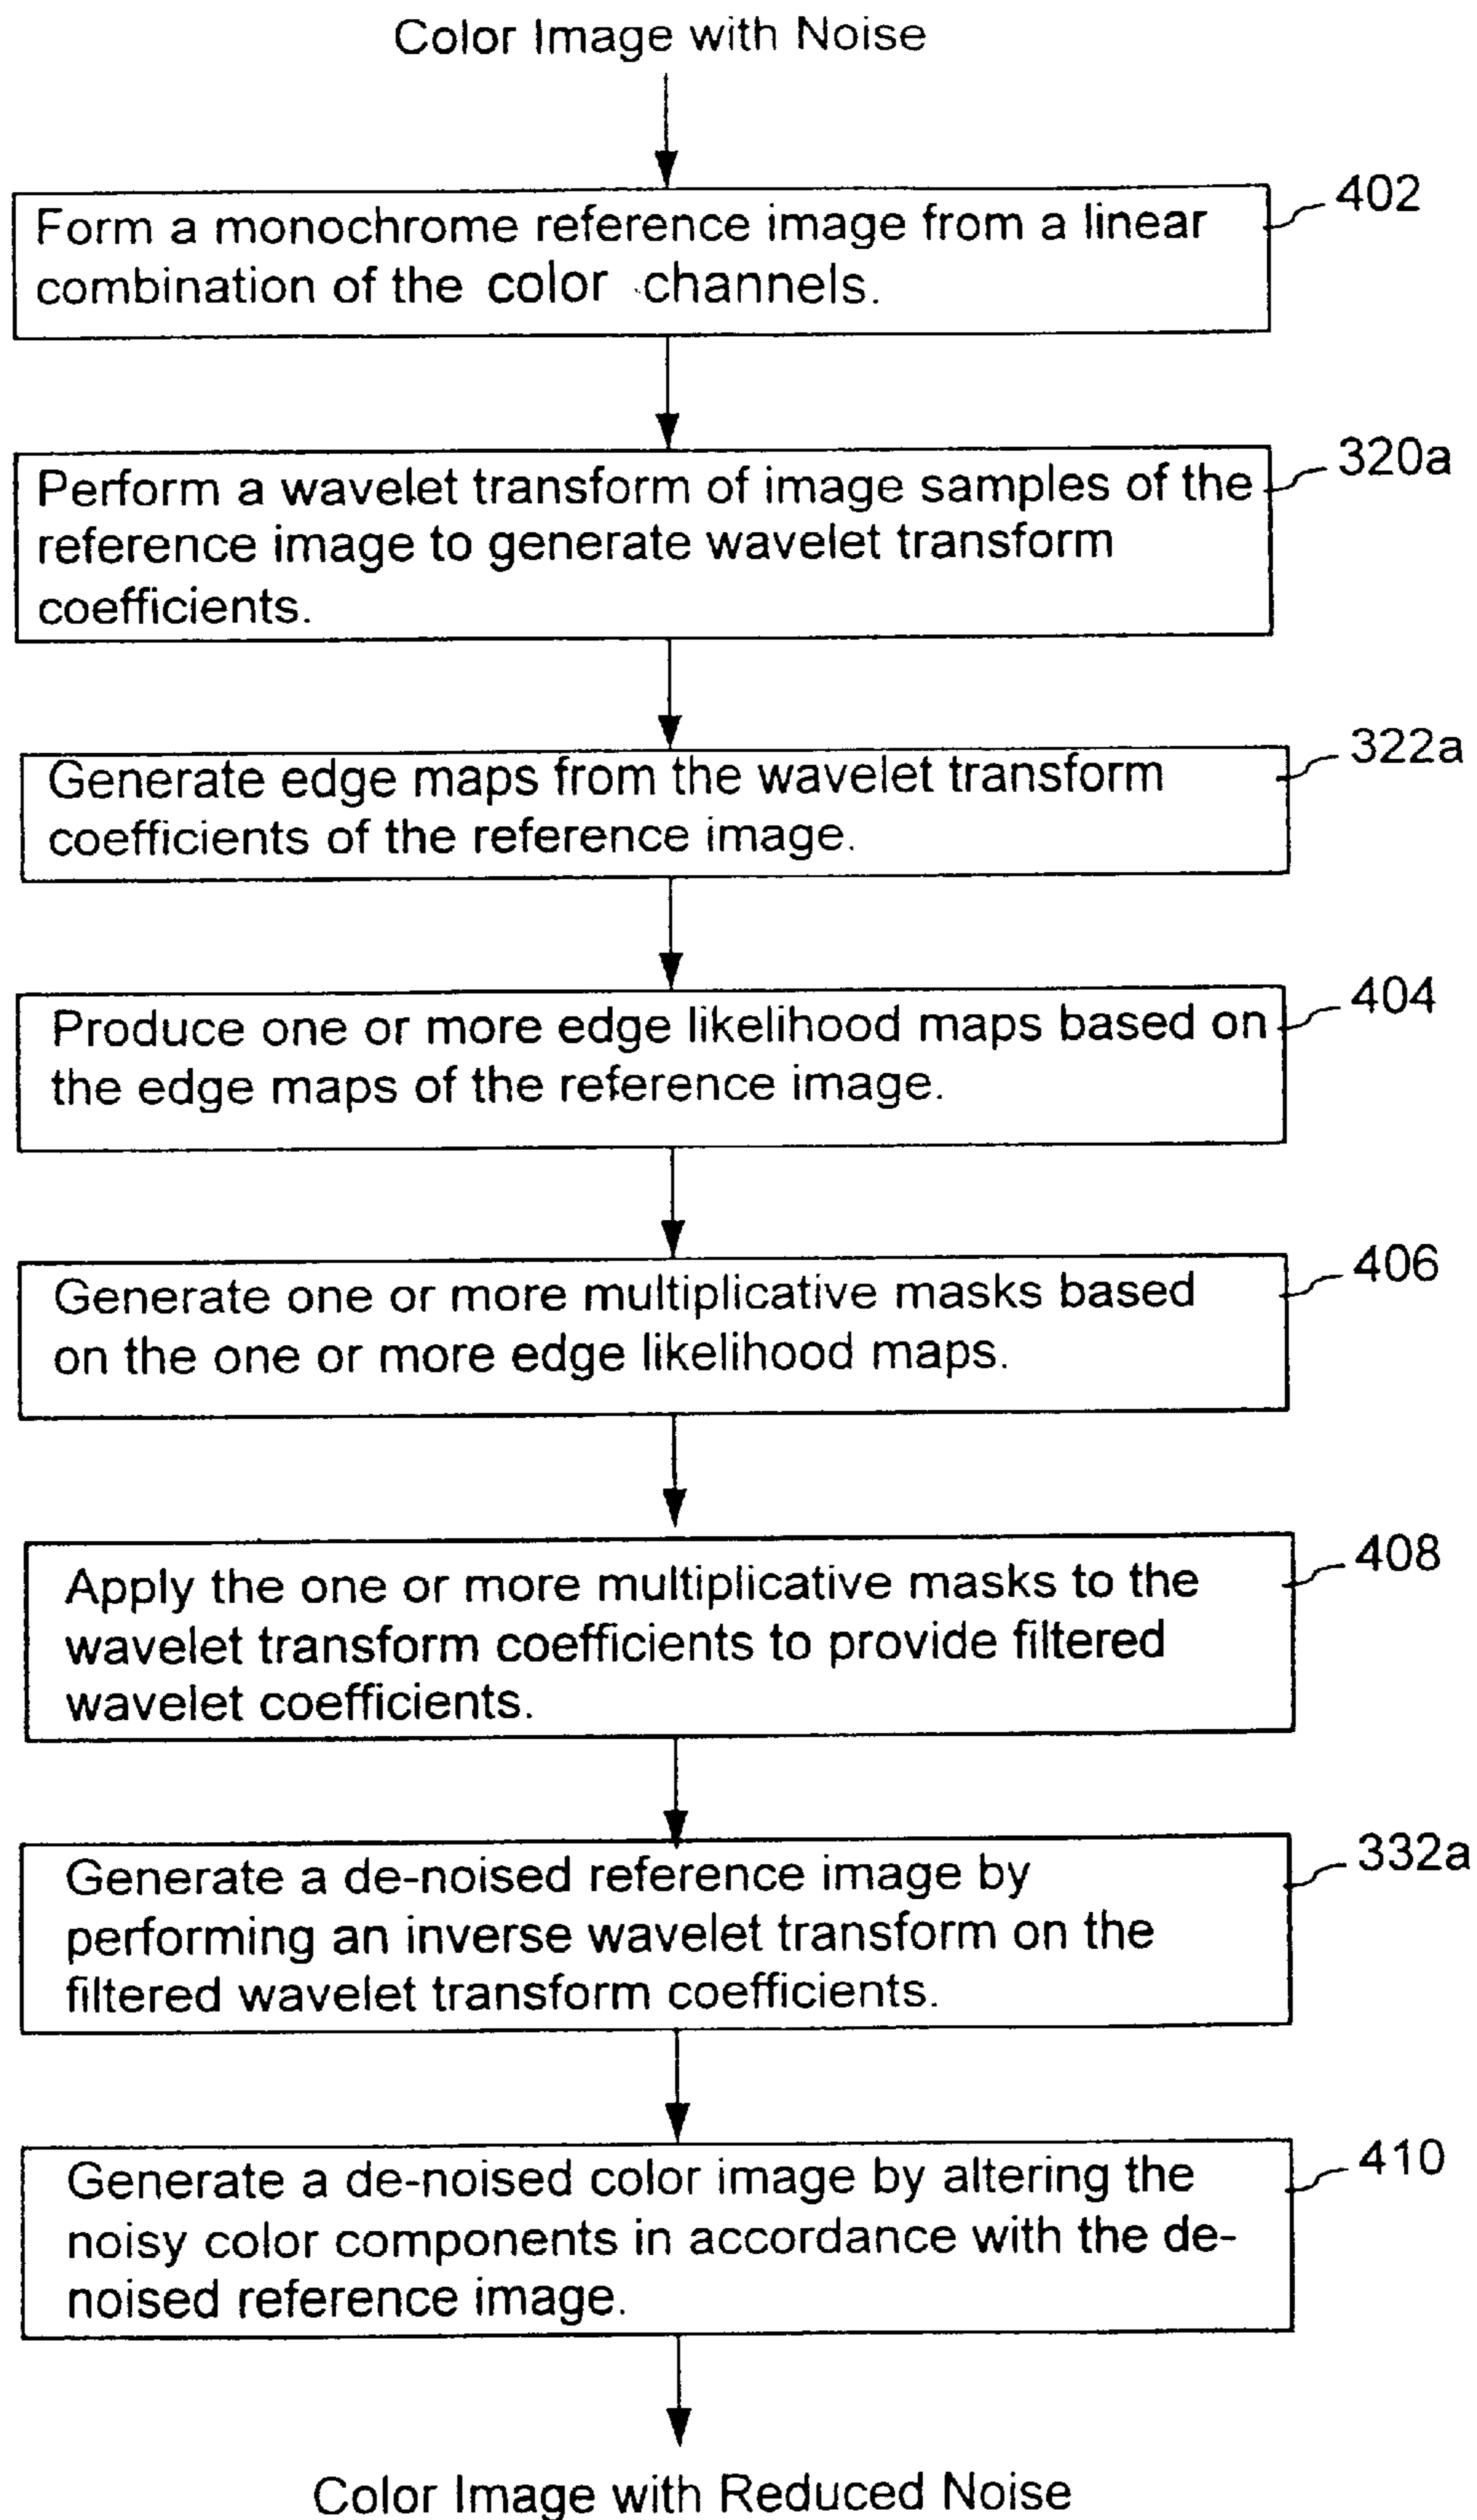 Color Image with Noise
402
Form a monochrome reference image from a linear
combination of the color channels.
320a
Perform a wavelet transform of image samples of the
reference image to generate wavelet transform
coefficients.
322a
Generate edge maps from the wavelet transform
coefficients of the reference image.
404
Produce one or more edge likelihood maps based on
the edge maps of the reference image.
406
Generate one or more multiplicative masks based
on the one or more edge likelihood maps.
408
Apply the one or more multiplicative masks to the
wavelet transform coefficients to provide filtered
wavelet coefficients.
332a
Generate a de-noised reference image by
performing an inverse wavelet transform on the
filtered wavelet transform coefficients.
410
Generate a de-noised color image by altering the
noisy color components in accordance with the de-
noised reference image.
Color Image with Reduced Noise